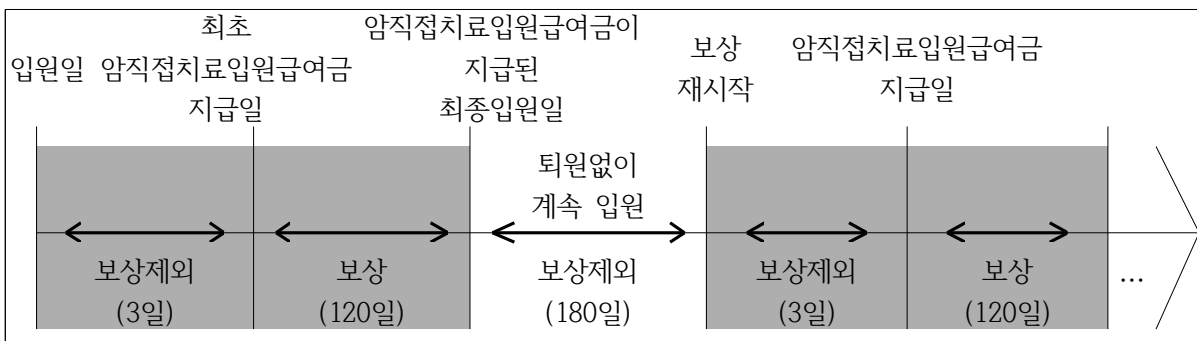 입원일
최초
암직접치료입원급여금
지급일
암직접치료입원급여금이
지급된
최종입원일
보상
재시작
암직접치료입원급여금
지급일
퇴원없이
계속 입원
보상제외
(3일)
보상
(120일)
보상제외
(180일)
보상제외
(3일)
보상
(120일)
...